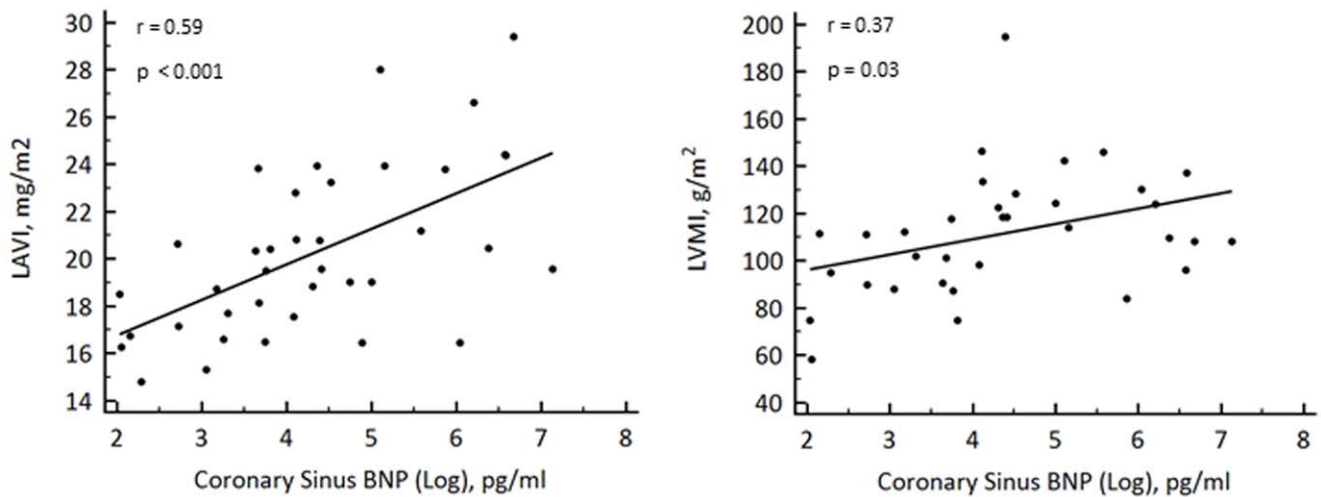 r = 0.59
p < 0.001
30
28
26
24
22
20
18
16
14
LAVI, mg/m2
2 3 4 5 6 7 8
Coronary Sinus BNP (Log), pg/ml
r = 0.37
p = 0.03
200
180
160
140
120
100
80
60
40
LVMI, g/m²
2 3 4 5 6 7 8
Coronary Sinus BNP (Log), pg/ml